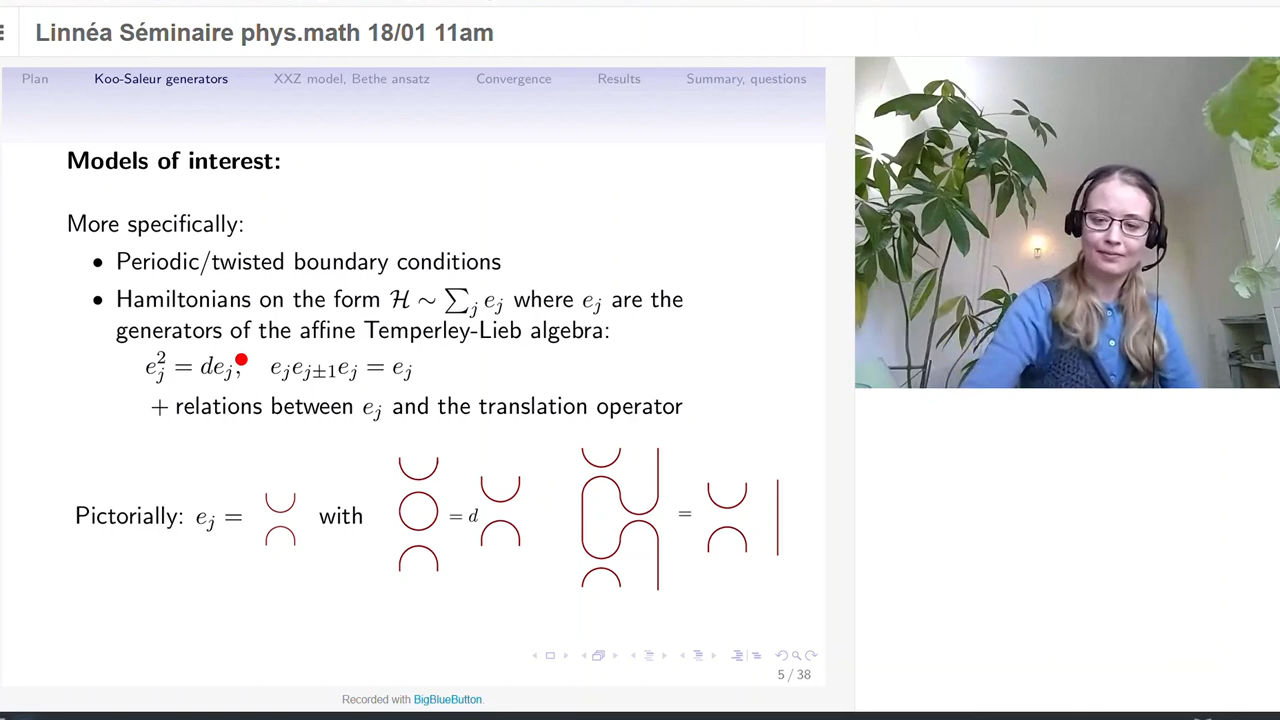 Linnéa Séminaire phys.math 18/01 11am
Plan Koo-Saleur generators XXZ model, Bethe ansatz Convergence Results Summary, questions
Models of interest:
More specifically:
• Periodic/twisted boundary conditions
• Hamiltonians on the form ℋ ∼ ∑_j e_j where e_j are the
generators of the affine Temperley-Lieb algebra:
e_j^2 = de_j, e_j e_{j±1} e_j = e_j
+ relations between e_j and the translation operator
Pictorially: e_j = with = d =
5 / 38
Recorded with BigBlueButton.